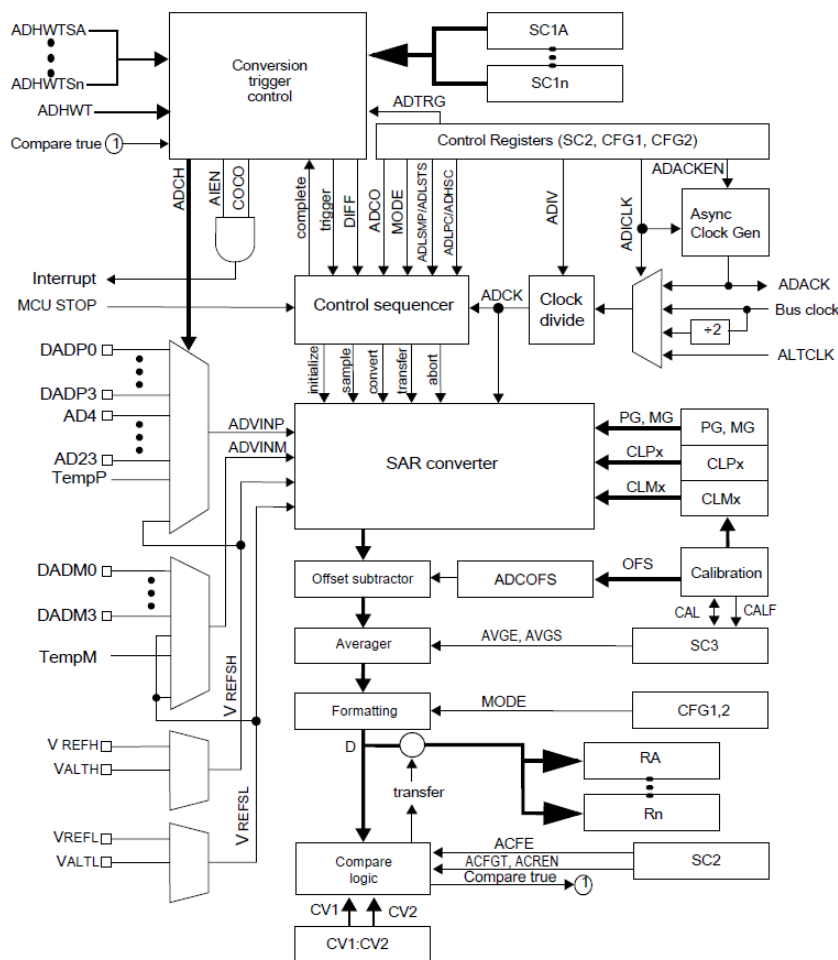 ADHWTSA
ADHWTSn
ADHWT
Compare true 1
Conversion
trigger
control
SC1A
SC1n
ADTRG
Control Registers (SC2, CFG1, CFG2)
ADCH
AIEN
COCO
complete
trigger
DIFF
ADCO
MODE
ADLSMP/ADLSTS
ADLPC/ADHSC
ADIV
ADICLK
ADACKEN
Async
Clock Gen
Interrupt
MCU STOP
Control sequencer
ADCK
Clock
divide
ADACK
Bus clock
÷2
ALTCLK
initialize
sample
convert
transfer
abort
DADP0
DADP3
AD4
AD23
TempP
ADVINP
ADVINM
SAR converter
PG, MG
PG, MG
CLPx
CLPx
CLMx
CLMx
DADM0
DADM3
TempM
Offset subtractor
ADCOFS
OFS
Calibration
CAL
CALF
Averager
AVGE, AVGS
SC3
Formatting
MODE
CFG1,2
V REFSH
V REFSL
V REFH
VALTH
VREFL
VALTL
D
transfer
RA
Rn
Compare
logic
ACFE
ACFGT, ACREN
Compare true
1
SC2
CV1
CV2
CV1:CV2